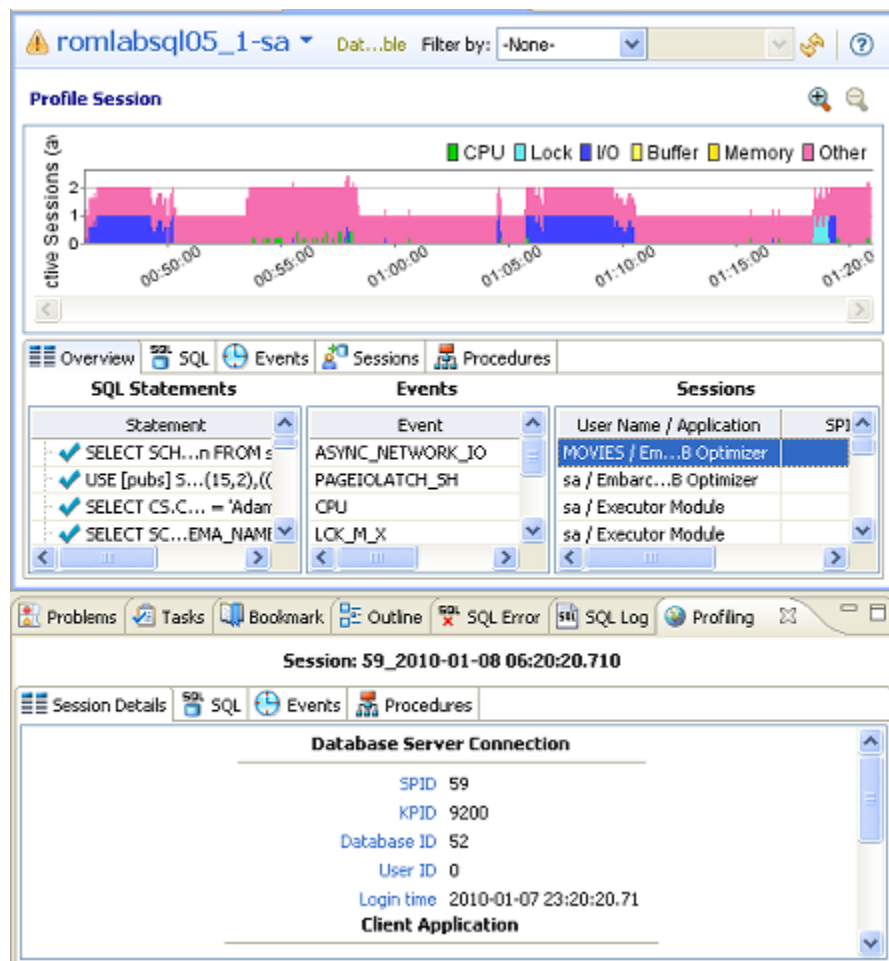 romlabsql05_1-sa Dat...ble Filter by: -None-
Profile Session
CPU Lock I/O Buffer Memory Other
ctive Sessions (a
2
1
0
00:50:00 00:55:00 01:00:00 01:05:00 01:10:00 01:15:00 01:20:0
Overview SQL Events Sessions Procedures
SQL Statements Events Sessions
Statement Event User Name / Application SPI
SELECT SCH...n FROM s ASYNC_NETWORK_IO MOVIES / Em...B Optimizer
USE [pubs] S...(15,2),(( PAGEIOLATCH_SH sa / Embarc...B Optimizer
SELECT CS.C... = 'Adam CPU sa / Executor Module
SELECT SC...EMA_NAME LCK_M_X sa / Executor Module
Problems Tasks Bookmark Outline SQL Error SQL Log Profiling
Session: 59_2010-01-08 06:20:20.710
Session Details SQL Events Procedures
Database Server Connection
SPID 59
KPID 9200
Database ID 52
User ID 0
Login time 2010-01-07 23:20:20.71
Client Application